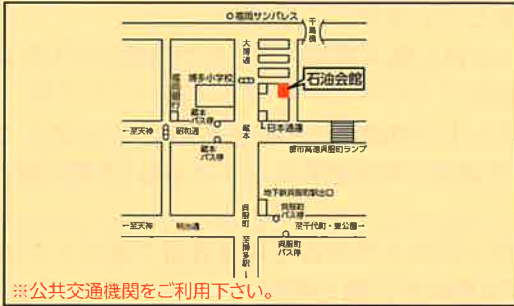 福岡サンパレス
千鳥橋
大博通
石油会館
博多小学校
福岡銀行
蔵本
バス停
日本通運
←至天神
昭和通
蔵本
都市高速呉服町ランプ
蔵本
バス停
地下鉄呉服町駅出口
呉服町
バス停
呉服町
←至天神
明治通
至千代町・東公園→
呉服町
バス停
至博多駅
※公共交通機関をご利用下さい。